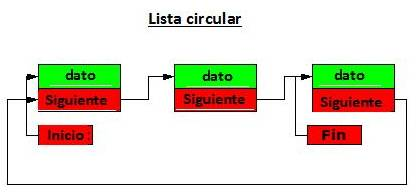 Lista circular
dato
dato
dato
Siguiente
Siguiente
Siguiente
Inicio
Fin